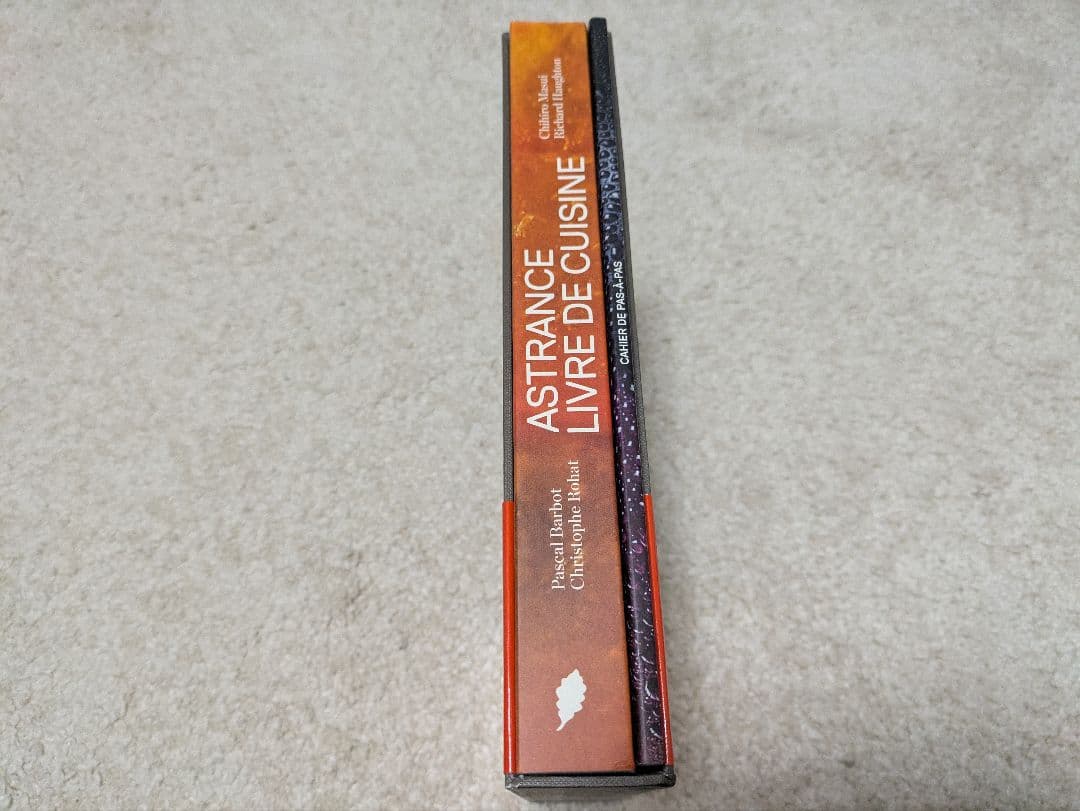 Pascal Barbot
Christophe Rohat
ASTRANCE
LIVRE DE CUISINE
Chihiro Masui
Richard Haughton
CAHIER DE PAS-À-PAS